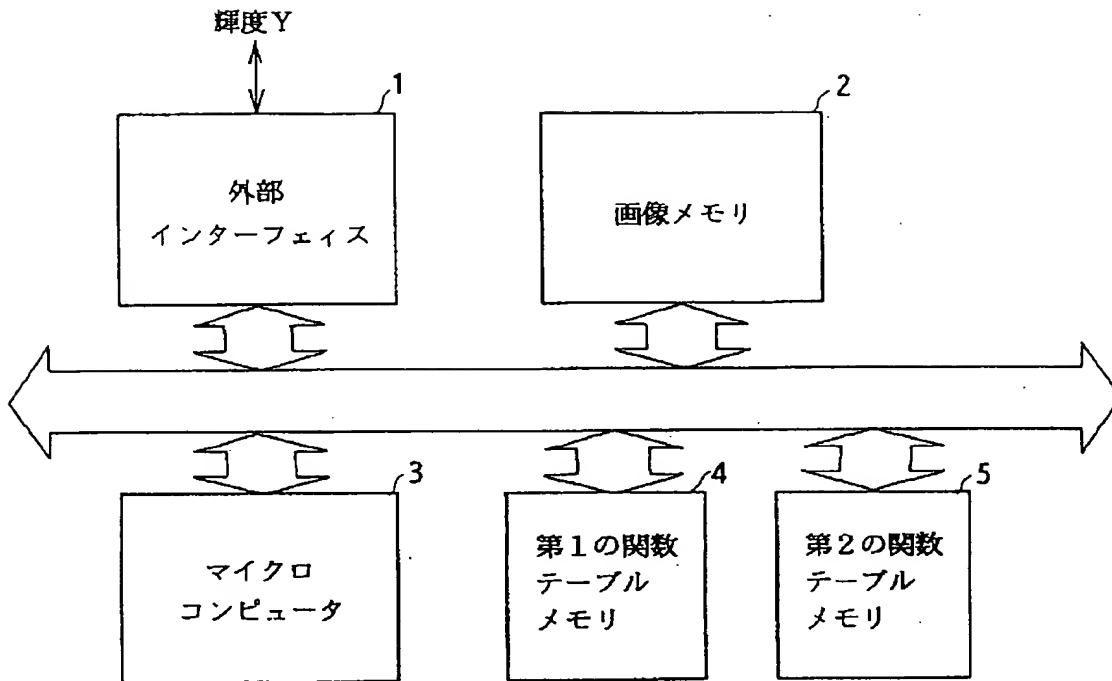 輝度Y
1
2
外部
インターフェィス
画像メモリ
3
4
5
マイクロ
コンピュータ
第1の関数
テーブル
メモリ
第2の関数
テーブル
メモリ